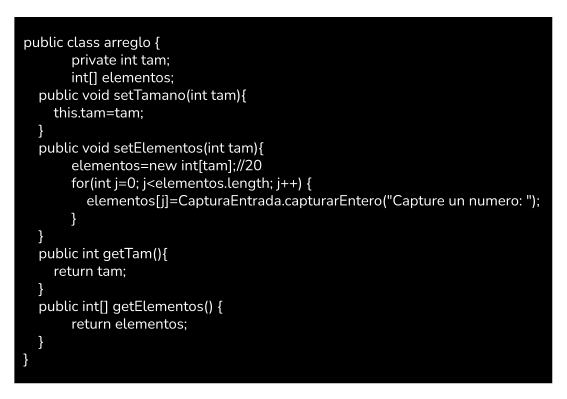 public class arreglo {
private int tam;
int[] elementos;
public void setTamano(int tam){
this.tam=tam;
}
public void setElementos(int tam){
elementos=new int[tam];//20
for(int j=0; j<elementos.length; j++) {
elementos[j]=CapturaEntrada.capturarEntero("Capture un numero: ");
}
}
public int getTam(){
return tam;
}
public int[] getElementos() {
return elementos;
}
}